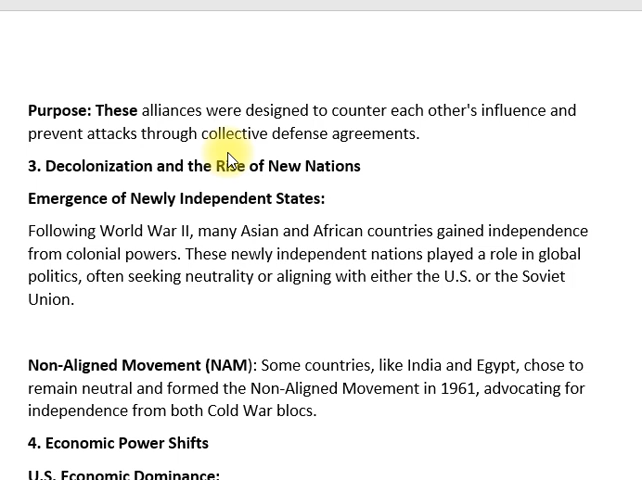 Purpose: These alliances were designed to counter each other's influence and
prevent attacks through collective defense agreements.
3. Decolonization and the Rise of New Nations
Emergence of Newly Independent States:
Following World War II, many Asian and African countries gained independence
from colonial powers. These newly independent nations played a role in global
politics, often seeking neutrality or aligning with either the U.S. or the Soviet
Union.
Non-Aligned Movement (NAM): Some countries, like India and Egypt, chose to
remain neutral and formed the Non-Aligned Movement in 1961, advocating for
independence from both Cold War blocs.
4. Economic Power Shifts
U.S. Economic Dominance: